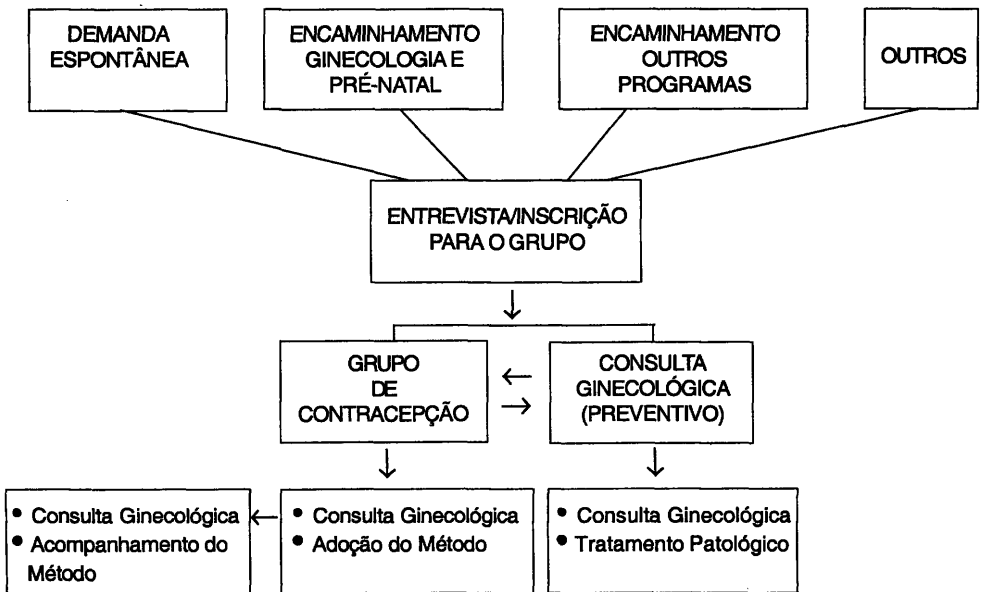 DEMANDA
ESPONTÂNEA
ENCAMINHAMENTO
GINECOLOGIA E
PRÉ-NATAL
ENCAMINHAMENTO
OUTROS
PROGRAMAS
OUTROS
ENTREVISTA/INSCRIÇÃO
PARA O GRUPO
GRUPO
DE
CONTRACEPÇÃO
CONSULTA
GINECOLÓGICA
(PREVENTIVO)
• Consulta Ginecológica
• Acompanhamento do
Método
• Consulta Ginecológica
• Adoção do Método
• Consulta Ginecológica
• Tratamento Patológico